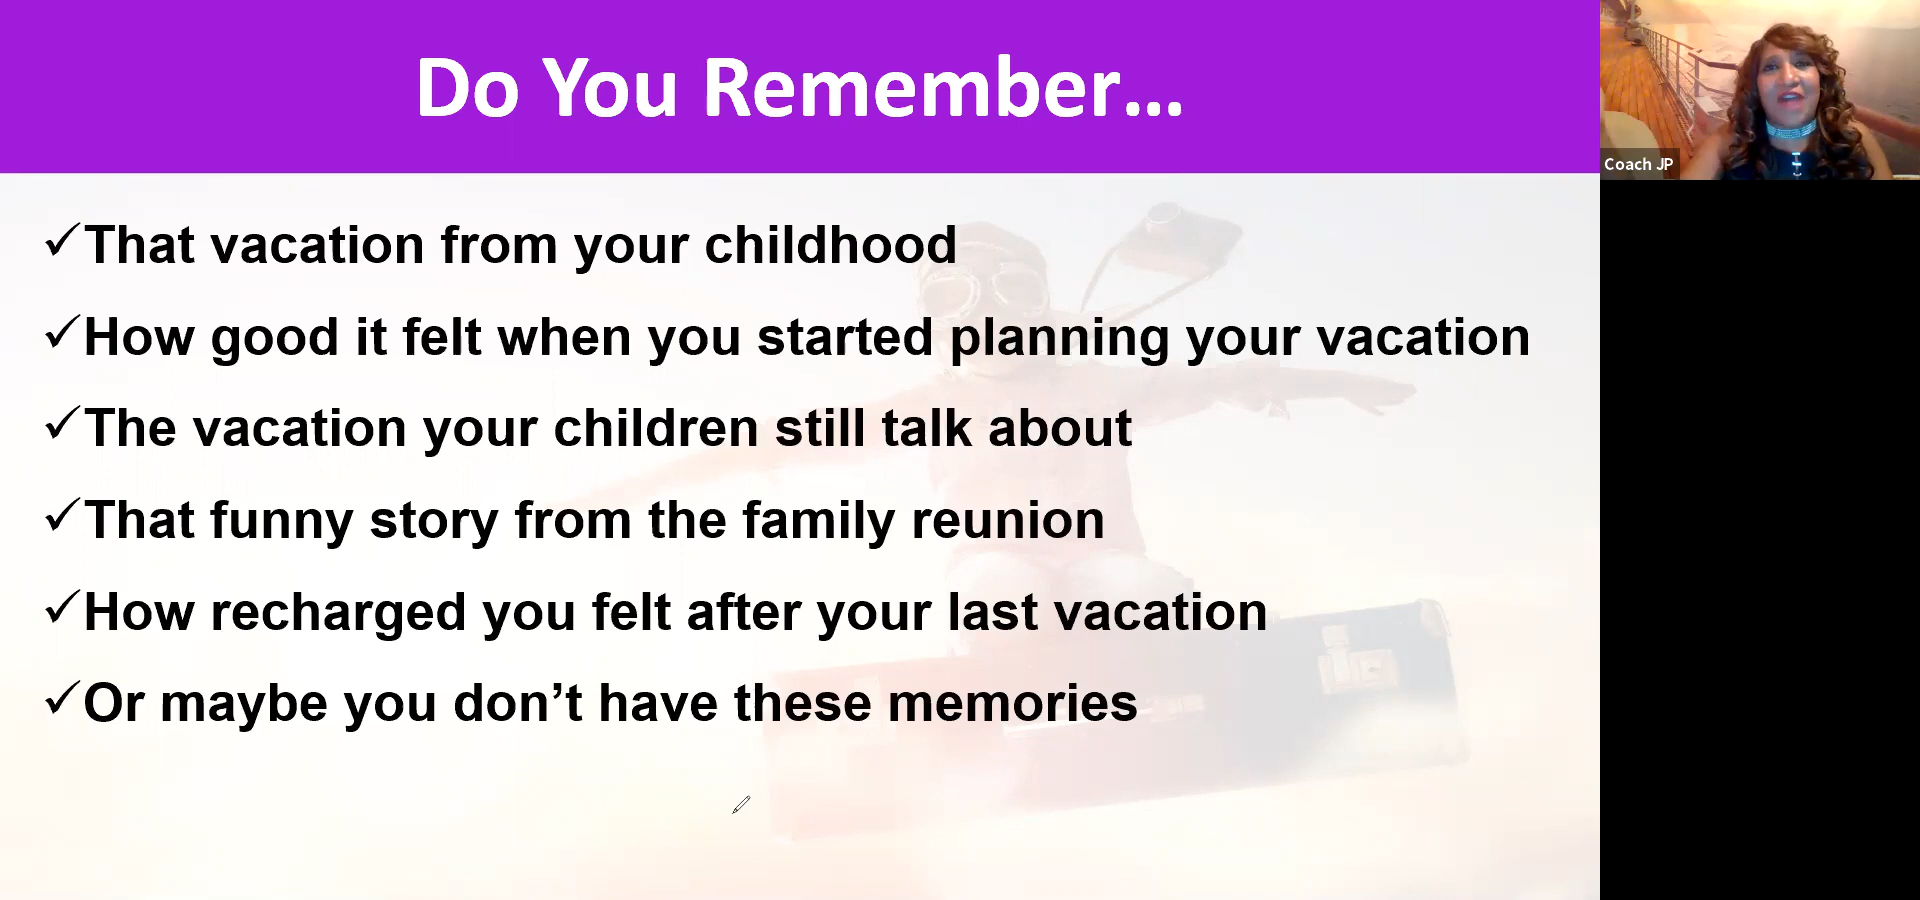 Do You Remember...
✓That vacation from your childhood
✓How good it felt when you started planning your vacation
✓The vacation your children still talk about
✓That funny story from the family reunion
✓How recharged you felt after your last vacation
✓Or maybe you don’t have these memories
Coach JP